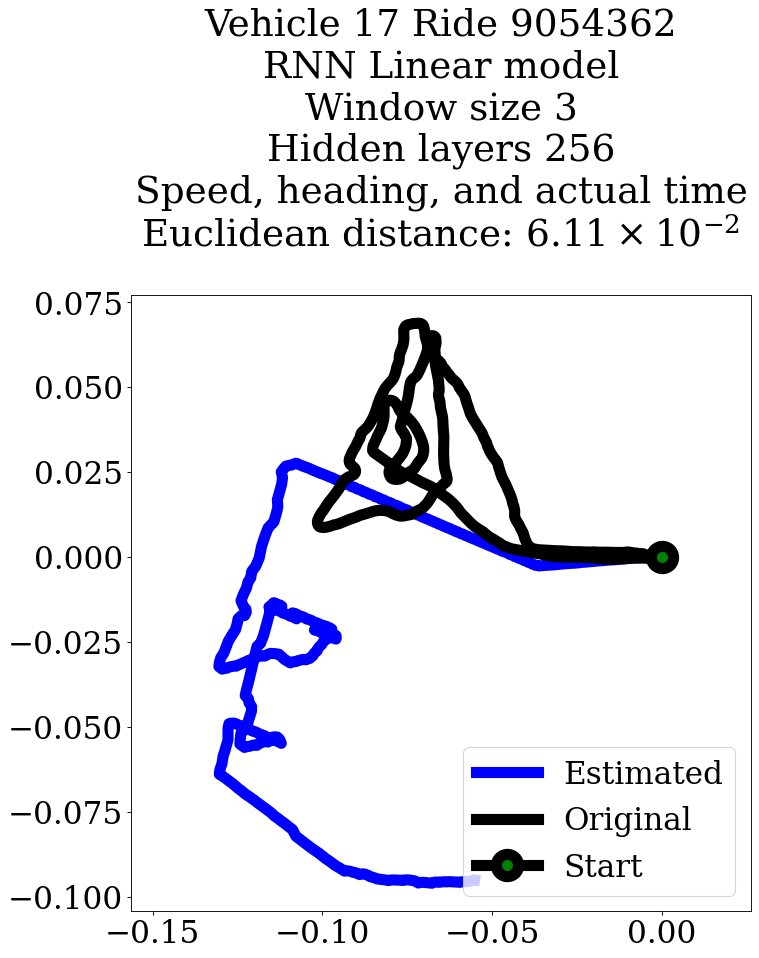 Vehicle 17 Ride 9054362
RNN Linear model
Window size 3
Hidden layers 256
Speed, heading, and actual time
Euclidean distance: 6.11 × 10⁻²
0.075
0.050
0.025
0.000
−0.025
−0.050
−0.075
−0.100
Estimated
Original
Start
−0.15
−0.10
−0.05
0.00